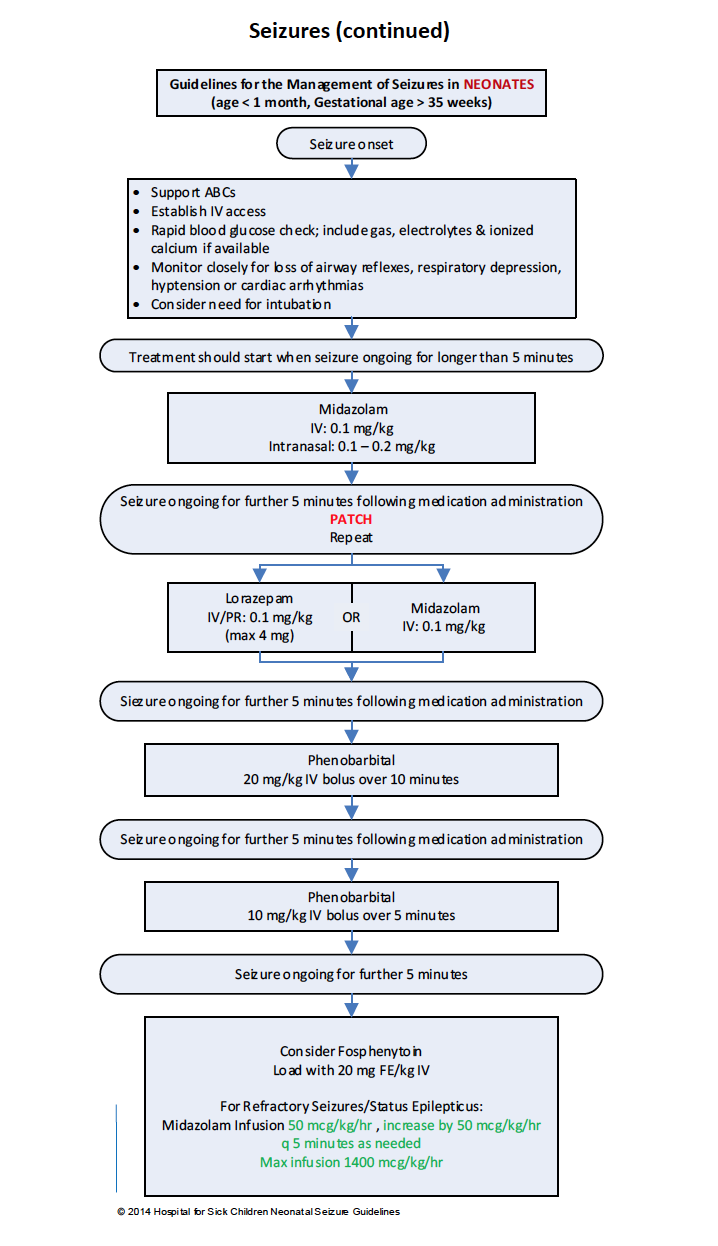 Seizures (continued)
Guidelines for the Management of Seizures in NEONATES
(age < 1 month, Gestational age > 35 weeks)
Seizure onset
• Support ABCs
• Establish IV access
• Rapid blood glucose check; include gas, electrolytes & ionized
calcium if available
• Monitor closely for loss of airway reflexes, respiratory depression,
hyptension or cardiac arrhythmias
• Consider need for intubation
Treatment should start when seizure ongoing for longer than 5 minutes
Midazolam
IV: 0.1 mg/kg
Intranasal: 0.1 – 0.2 mg/kg
Seizure ongoing for further 5 minutes following medication administration
PATCH
Repeat
Lorazepam
IV/PR: 0.1 mg/kg
(max 4 mg)
OR
Midazolam
IV: 0.1 mg/kg
Siezure ongoing for further 5 minutes following medication administration
Phenobarbital
20 mg/kg IV bolus over 10 minutes
Seizure ongoing for further 5 minutes following medication administration
Phenobarbital
10 mg/kg IV bolus over 5 minutes
Seizure ongoing for further 5 minutes
Consider Fosphenytoin
Load with 20 mg FE/kg IV
For Refractory Seizures/Status Epilepticus:
Midazolam Infusion 50 mcg/kg/hr , increase by 50 mcg/kg/hr
q 5 minutes as needed
Max infusion 1400 mcg/kg/hr
© 2014 Hospital for Sick Children Neonatal Seizure Guidelines